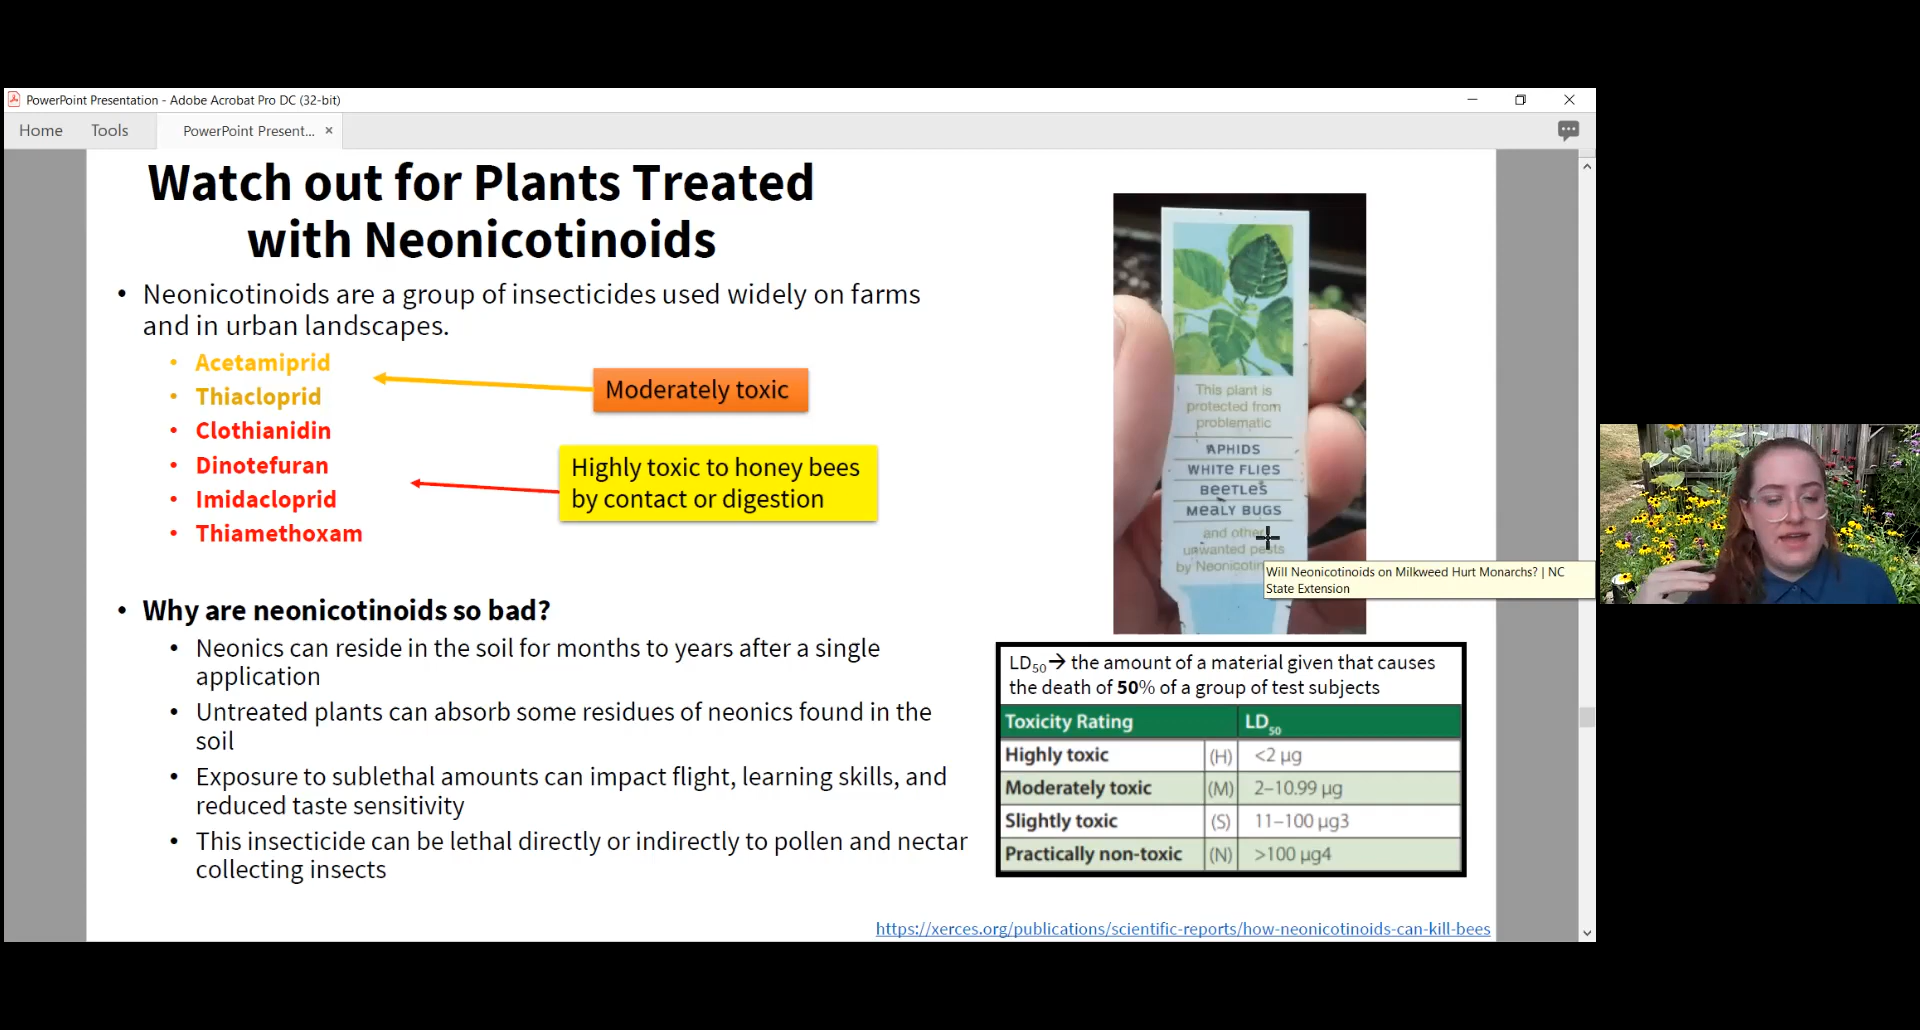 PowerPoint Presentation - Adobe Acrobat Pro DC (32-bit)
Home
Tools
PowerPoint Present... ×
Watch out for Plants Treated
with Neonicotinoids
• Neonicotinoids are a group of insecticides used widely on farms
and in urban landscapes.
• Acetamiprid
• Thiacloprid
• Clothianidin
• Dinotefuran
• Imidacloprid
• Thiamethoxam
Moderately toxic
Highly toxic to honey bees
by contact or digestion
• Why are neonicotinoids so bad?
• Neonics can reside in the soil for months to years after a single
application
• Untreated plants can absorb some residues of neonics found in the
soil
• Exposure to sublethal amounts can impact flight, learning skills, and
reduced taste sensitivity
• This insecticide can be lethal directly or indirectly to pollen and nectar
collecting insects
This plant is
protected from
problematic
APHIDS
WHITE FLIES
BEETLES
MEALY BUGS
and other
unwanted pests
by
Will Neonicotinoids on Milkweed Hurt Monarchs? | NC
State Extension
LD50→ the amount of a material given that causes
the death of 50% of a group of test subjects
Toxicity Rating LD50
Highly toxic (H) <2 µg
Moderately toxic (M) 2–10.99 µg
Slightly toxic (S) 11–100 µg3
Practically non-toxic (N) >100 µg4
https://xerces.org/publications/scientific-reports/how-neonicotinoids-can-kill-bees